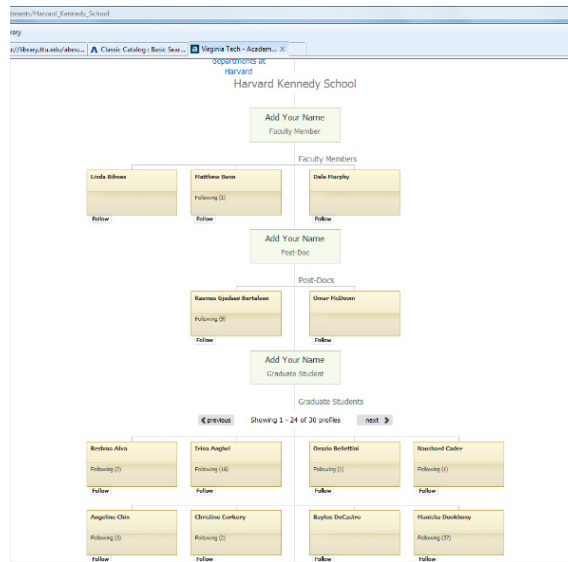 tments/Harvard_Kennedy_School
rary
o://library.ttu.edu/abou... Classic Catalog : Basic Sear... Virginia Tech - Academ... X
departments at
Harvard
Harvard Kennedy School
Add Your Name
Faculty Member
Faculty Members
Linda Bilmes Matthew Bunn Dale Murphy
Following (1)
Follow Follow Follow
Add Your Name
Post-Doc
Post-Docs
Rasmus Gjedssø Bertelsen Omar McDoom
Following (9)
Follow Follow
Add Your Name
Graduate Student
Graduate Students
previous Showing 1 - 24 of 30 profiles next
Reshma Alva Irina Anghel Orazio Bellettini Naushard Cader
Following (7) Following (16) Following (1) Following (1)
Follow Follow Follow Follow
Angeline Chin Christine Corkery Baylee DeCastro Manisha Dookhony
Following (3) Following (2) Following (37)
Follow Follow Follow Follow